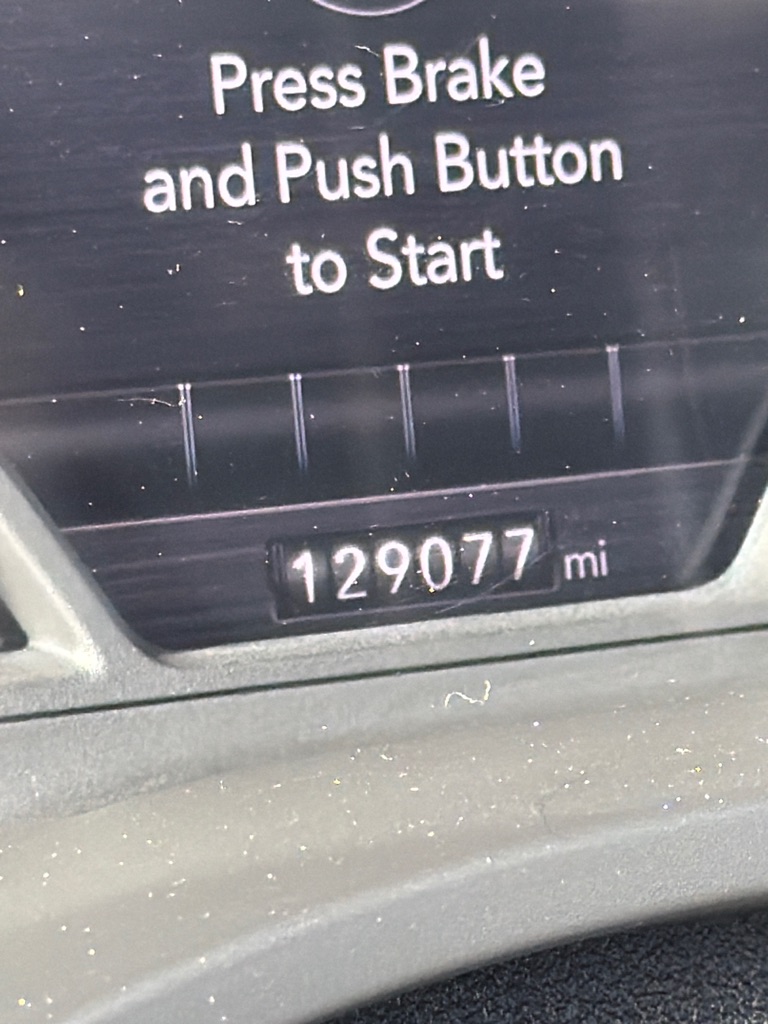 Press Brake
and Push Button
to Start
129077 mi